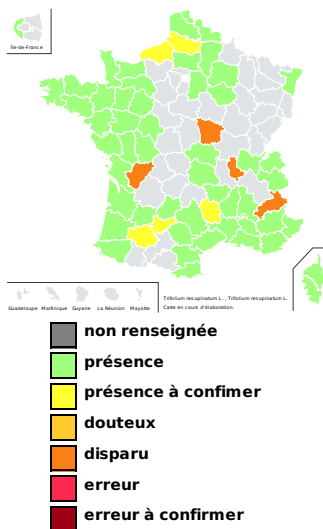 Île-de-France
Guadeloupe Martinique Guyane La Réunion Mayotte
Trifolium resupinatum L. , Trifolium resupinatum L.
Carte en cours d'élaboration.
non renseignée
présence
présence à confimer
douteux
disparu
erreur
erreur à confirmer